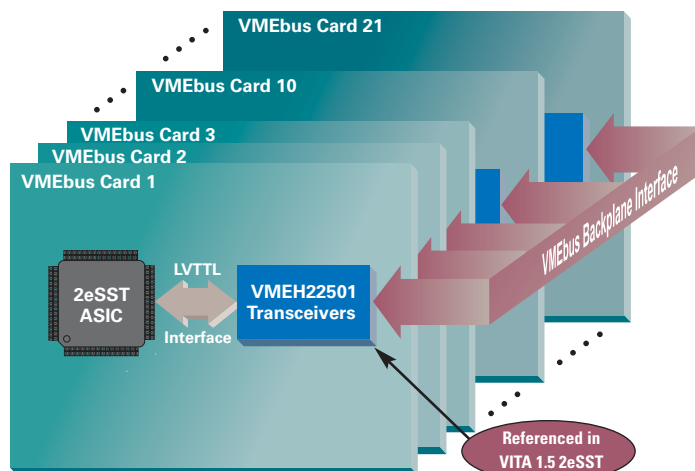 VMEbus Card 21
VMEbus Card 10
VMEbus Card 3
VMEbus Card 2
VMEbus Card 1
2eSST
ASIC
LVTTL
Interface
VMEH22501
Transceivers
VMEbus Backplane Interface
Referenced in
VITA 1.5 2eSST